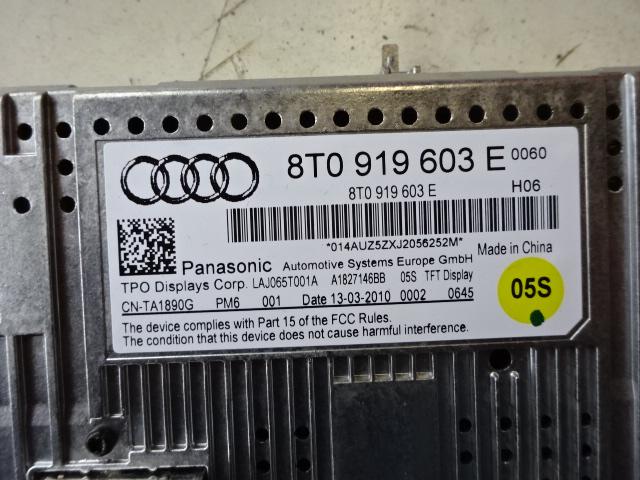 8T0 919 603 E 0060
8T0 919 603 E H06
*014AUZ5ZXJ2056252M*
Panasonic Automotive Systems Europe GmbH Made in China
TPO Displays Corp. LAJ065T001A A1827146BB 05S TFT Display
CN-TA1890G PM6 001 Date 13-03-2010 0002 0645
05S
The device complies with Part 15 of the FCC Rules.
The condition that this device does not cause harmful interference.